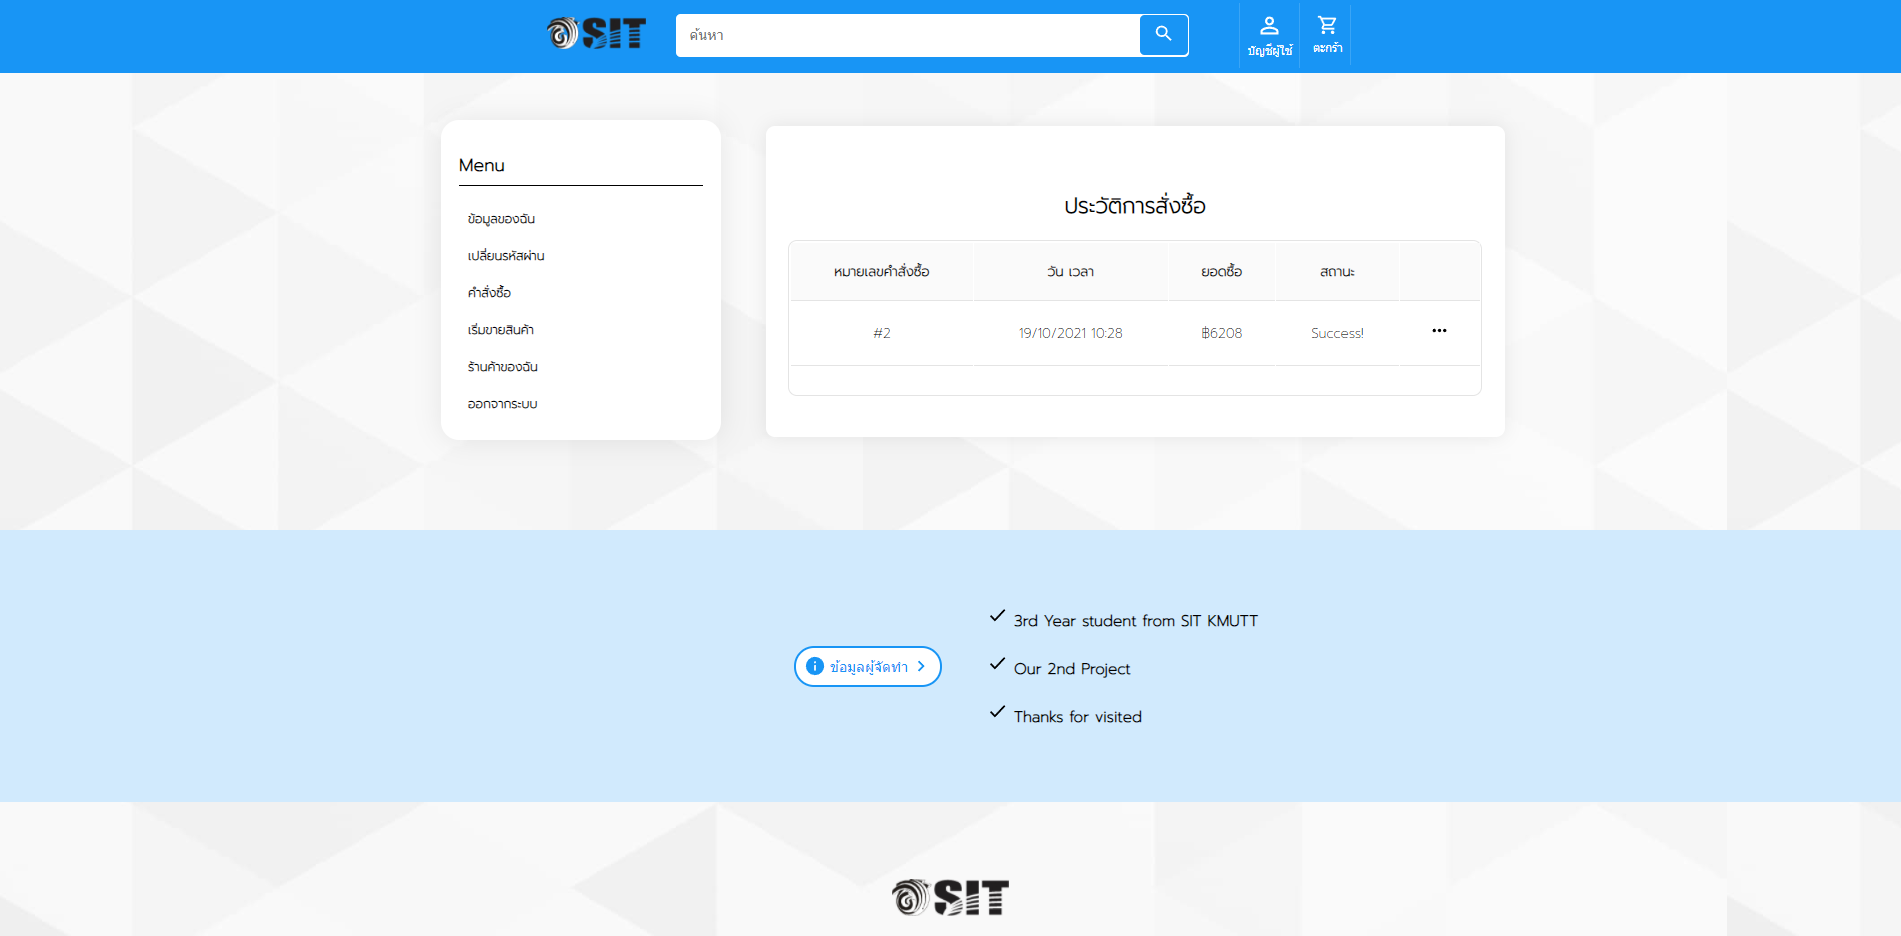 SIT
ค้นหา
บัญชีผู้ใช้
ตะกร้า
Menu
ข้อมูลของฉัน
เปลี่ยนรหัสผ่าน
คำสั่งซื้อ
เริ่มขายสินค้า
ร้านค้าของฉัน
ออกจากระบบ
ประวัติการสั่งซื้อ
หมายเลขคำสั่งซื้อ วัน เวลา ยอดซื้อ สถานะ
#2 19/10/2021 10:28 ฿6208 Success!
ข้อมูลผู้จัดทำ
3rd Year student from SIT KMUTT
Our 2nd Project
Thanks for visited
SIT